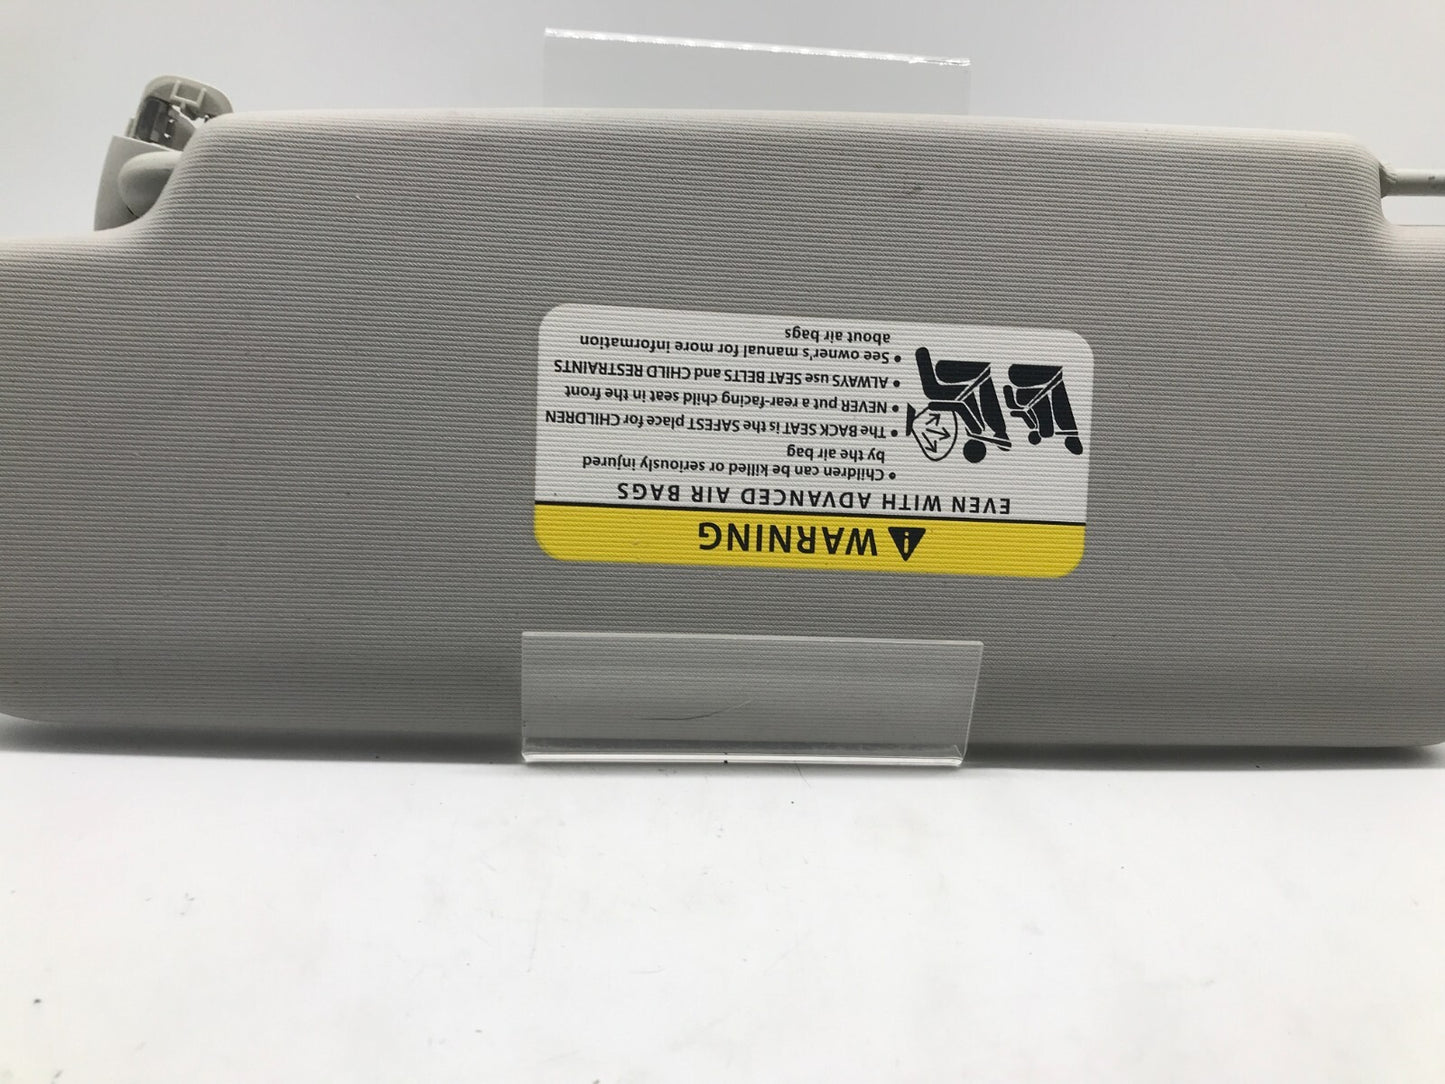 WARNING
EVEN WITH ADVANCED AIR BAGS
• Children can be killed or seriously injured
by the air bag
• The BACK SEAT is the SAFEST place for CHILDREN
• NEVER put a rear-facing child seat in the front
• ALWAYS use SEAT BELTS and CHILD RESTRAINTS
• See owner's manual for more information
about air bags